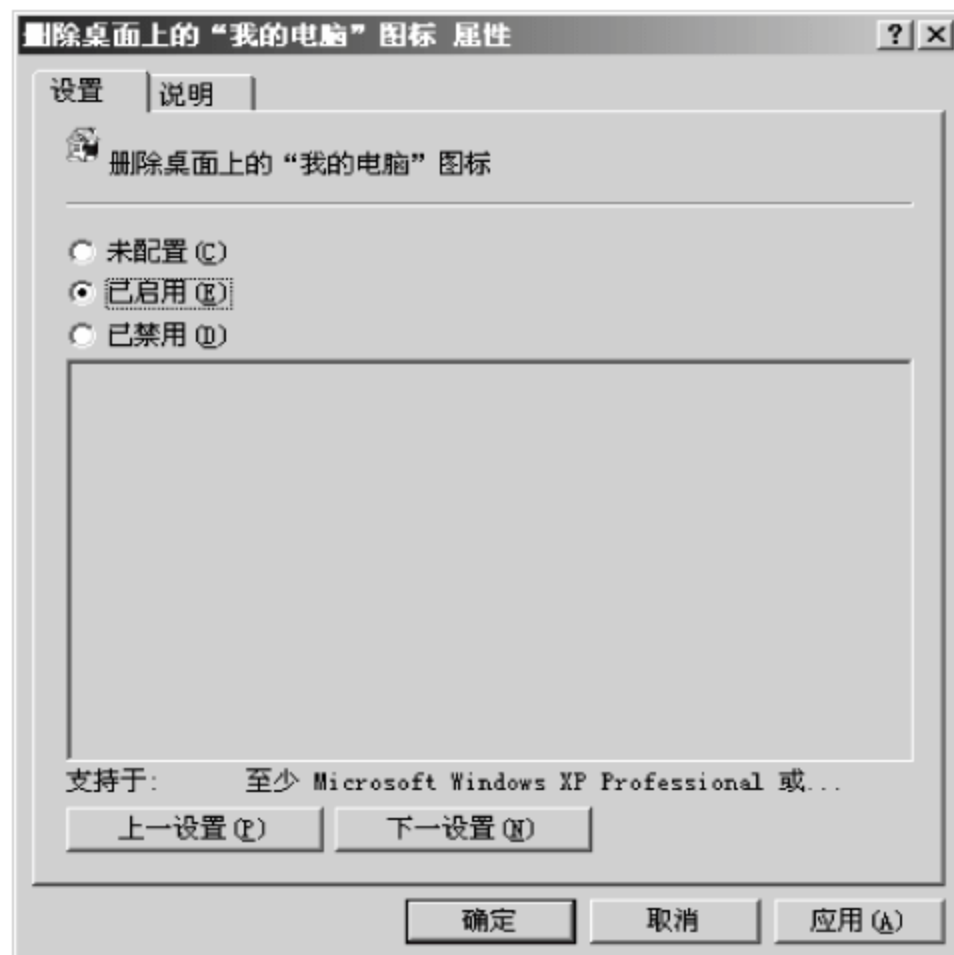 删除桌面上的“我的电脑”图标 属性
设置 说明
删除桌面上的“我的电脑”图标
未配置(C)
已启用(E)
已禁用(D)
支持于: 至少 Microsoft Windows XP Professional 或...
上一设置(P) 下一设置(N)
确定 取消 应用(A)